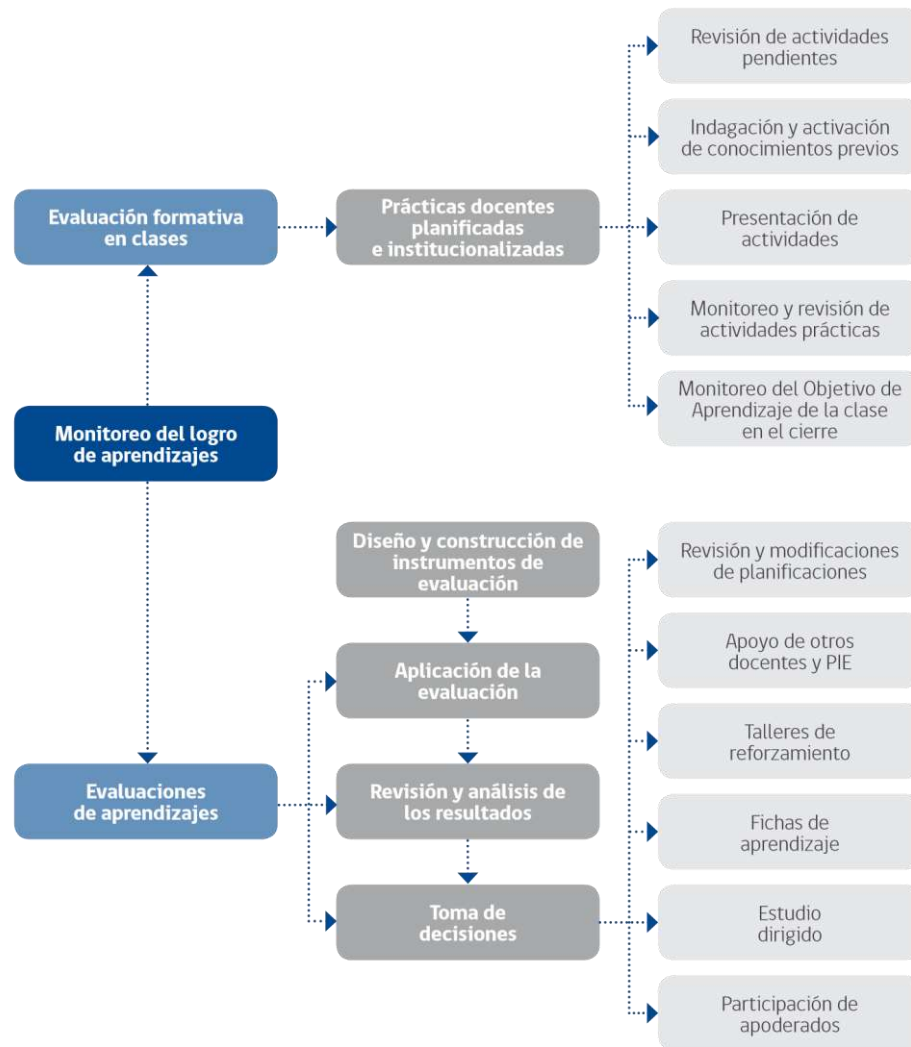 Revisión de actividades
pendientes
Indagación y activación
de conocimientos previos
Evaluación formativa
en clases
Prácticas docentes
planificadas
e institucionalizadas
Presentación de
actividades
Monitoreo y revisión de
actividades prácticas
Monitoreo del Objetivo de
Aprendizaje de la clase
en el cierre
Monitoreo del logro
de aprendizajes
Diseño y construcción de
instrumentos de
evaluación
Revisión y modificaciones
de planificaciones
Aplicación de la
evaluación
Apoyo de otros
docentes y PIE
Talleres de
reforzamiento
Evaluaciones
de aprendizajes
Revisión y análisis de
los resultados
Fichas de
aprendizaje
Toma de
decisiones
Estudio
dirigido
Participación de
apoderados